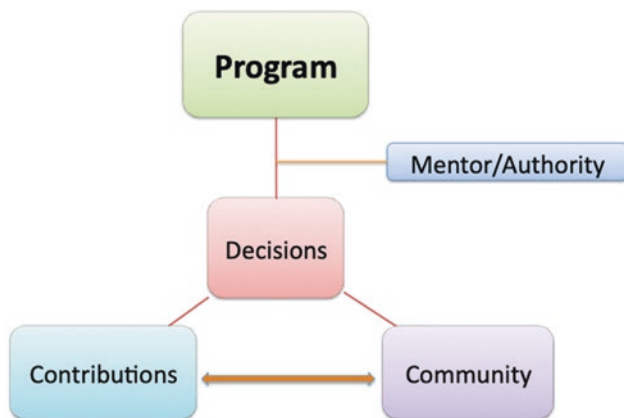 Program
Mentor/Authority
Decisions
Contributions
Community